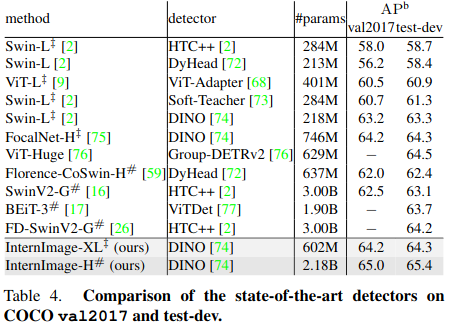 method detector #params APᵇ
val2017 test-dev
Swin-L‡ [2] HTC++ [2] 284M 58.0 58.7
Swin-L [2] DyHead [72] 213M 56.2 58.4
ViT-L‡ [9] ViT-Adapter [68] 401M 60.5 60.9
Swin-L‡ [2] Soft-Teacher [73] 284M 60.7 61.3
Swin-L‡ [2] DINO [74] 218M 63.2 63.3
FocalNet-H‡ [75] DINO [74] 746M 64.2 64.3
ViT-Huge [76] Group-DETRv2 [76] 629M – 64.5
Florence-CoSwin-H# [59] DyHead [72] 637M 62.0 62.4
SwinV2-G# [16] HTC++ [2] 3.00B 62.5 63.1
BEiT-3# [17] ViTDet [77] 1.90B – 63.7
FD-SwinV2-G# [26] HTC++ [2] 3.00B – 64.2
InternImage-XL‡ (ours) DINO [74] 602M 64.2 64.3
InternImage-H# (ours) DINO [74] 2.18B 65.0 65.4
Table 4. Comparison of the state-of-the-art detectors on
COCO val2017 and test-dev.